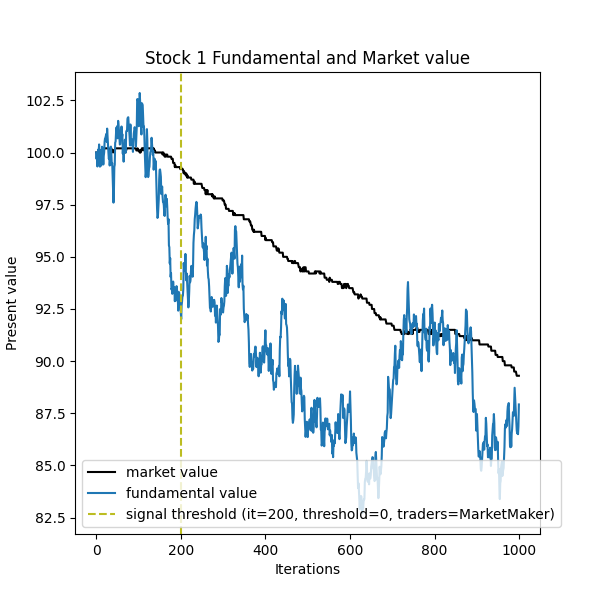 Stock 1 Fundamental and Market value
102.5
100.0
97.5
95.0
92.5
90.0
87.5
85.0
82.5
Present value
market value
fundamental value
signal threshold (it=200, threshold=0, traders=MarketMaker)
0 200 400 600 800 1000
Iterations